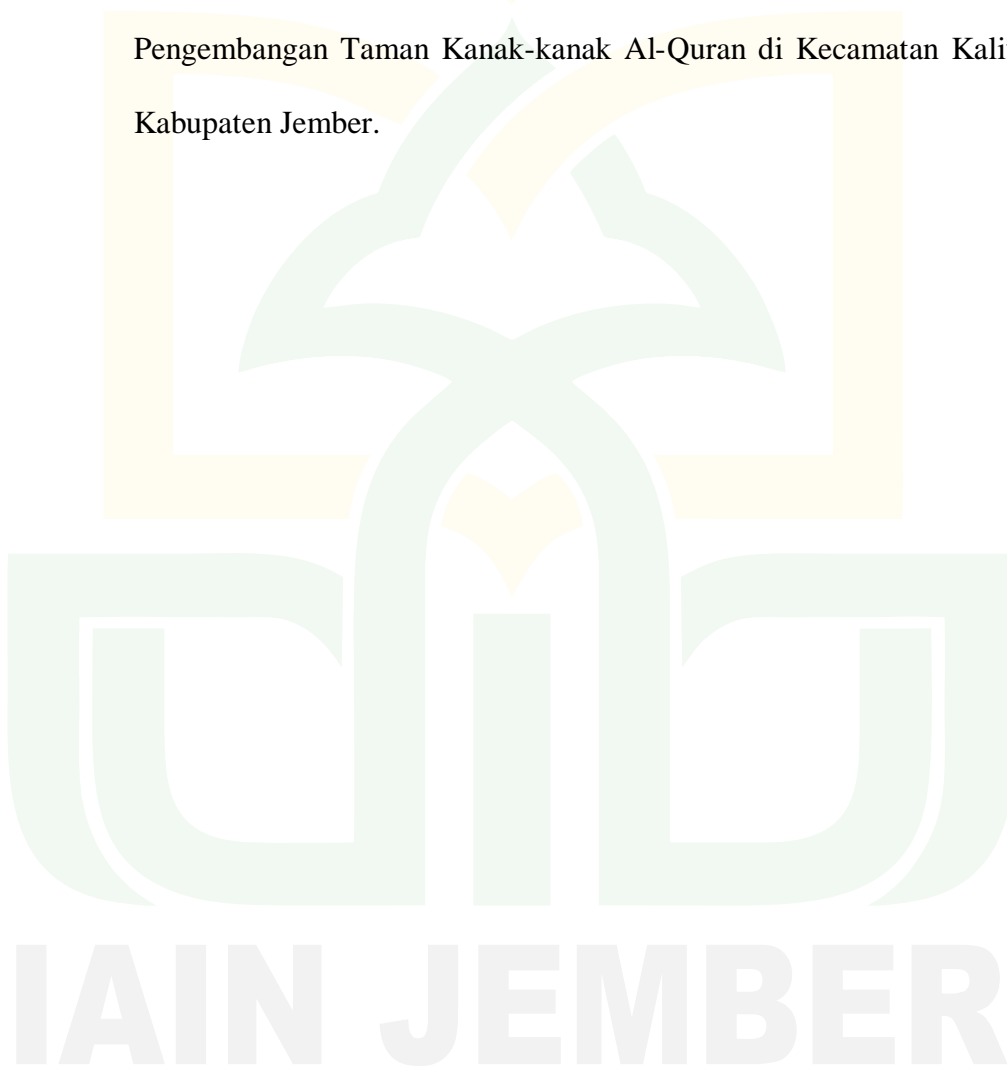 Pengembangan Taman Kanak-kanak Al-Quran di Kecamatan Kali
Kabupaten Jember.
IAIN JEMBER